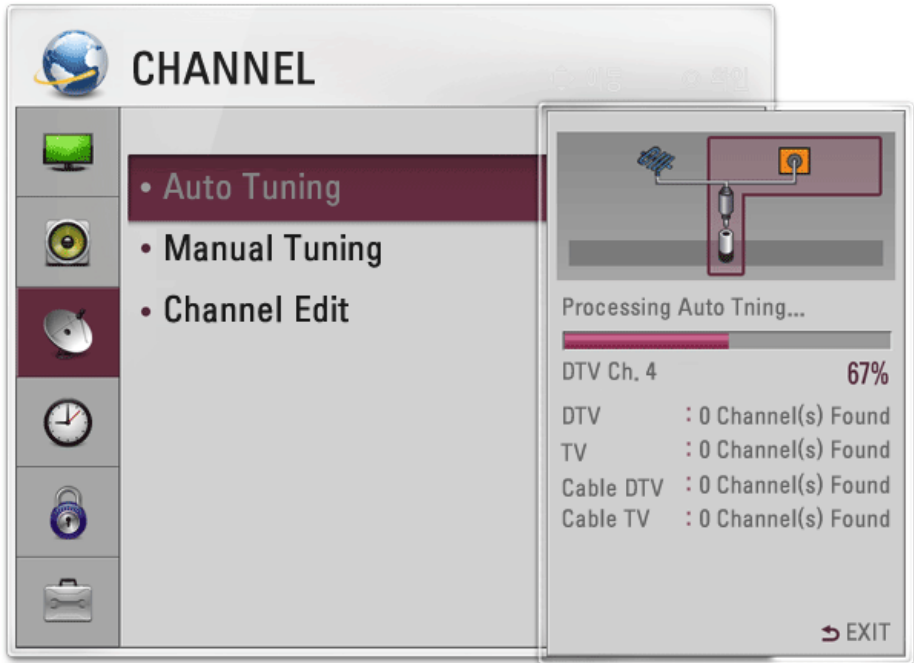 CHANNEL
• Auto Tuning
• Manual Tuning
• Channel Edit
Processing Auto Tning...
DTV Ch. 4 67%
DTV : 0 Channel(s) Found
TV : 0 Channel(s) Found
Cable DTV : 0 Channel(s) Found
Cable TV : 0 Channel(s) Found
EXIT